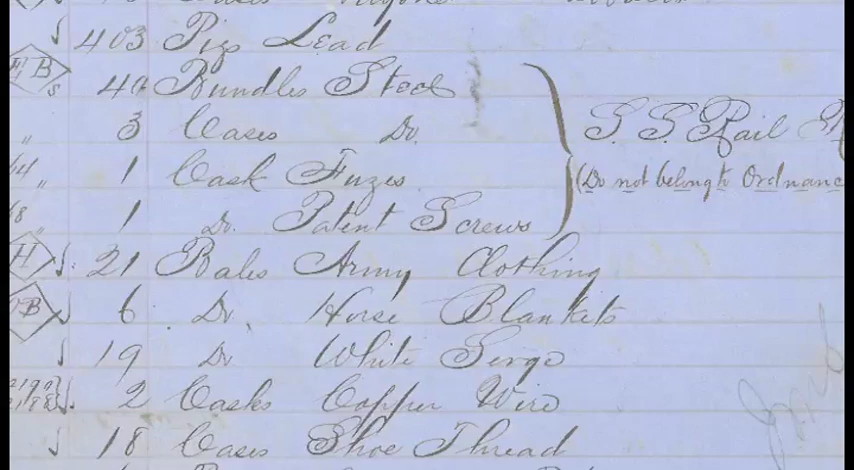 403 Pigs Lead
B 40 Bundles Steel
S
" 3 Cases Do. S. S. Rail
" 1 Cask Fuzes (Do not belong to Ordnance
" 1 Do. Patent Screws
H 21 Bales Army Clothing
B 6 Do. Horse Blankets
19 Do White Serge
2 Casks Copper Wire
18 Cases Shoe Thread